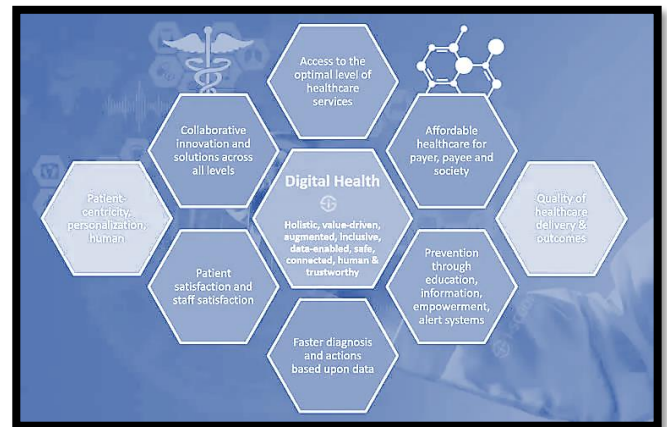 Access to the
optimal level of
healthcare
services
Collaborative
innovation and
solutions across
all levels
Affordable
healthcare for
payer, payee and
society
Patient-
centricity,
personalization,
human
Digital Health
Holistic, value-driven,
augmented, inclusive,
data-enabled, safe,
connected, human &
trustworthy
Quality of
healthcare
delivery &
outcomes
Patient
satisfaction and
staff satisfaction
Prevention
through
education,
information,
empowerment,
alert systems
Faster diagnosis
and actions
based upon data